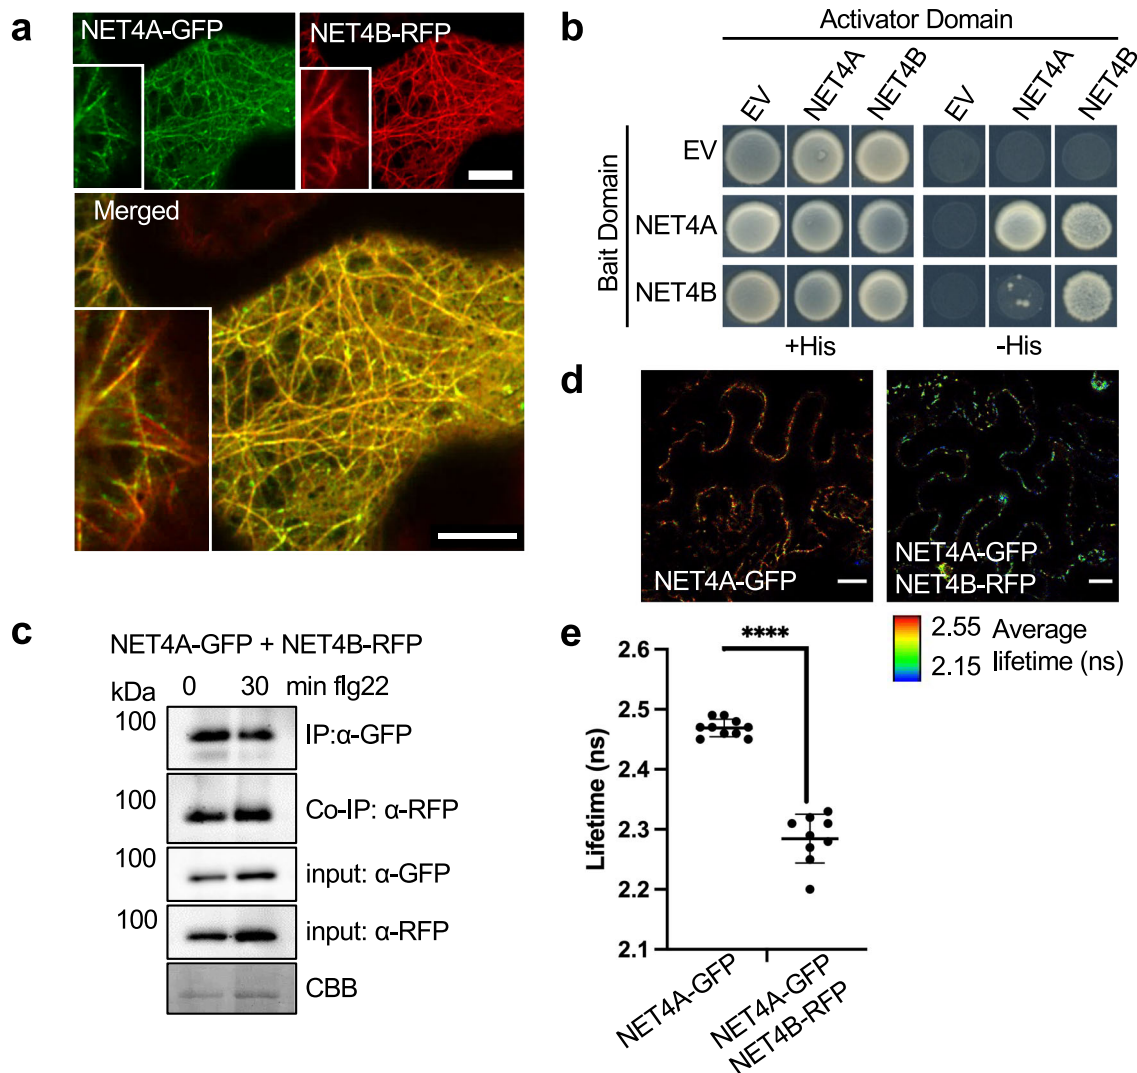 a
NET4A-GFP
NET4B-RFP
Merged
b
Activator Domain
EV
NET4A
NET4B
EV
NET4A
NET4B
Bait Domain
EV
NET4A
NET4B
+His
-His
c
NET4A-GFP + NET4B-RFP
kDa
0
30
min flg22
100
IP:α-GFP
100
Co-IP: α-RFP
100
input: α-GFP
100
input: α-RFP
CBB
d
NET4A-GFP
NET4A-GFP
NET4B-RFP
2.55
2.15
Average
lifetime (ns)
e
****
Lifetime (ns)
2.6
2.5
2.4
2.3
2.2
2.1
NET4A-GFP
NET4A-GFP
NET4B-RFP